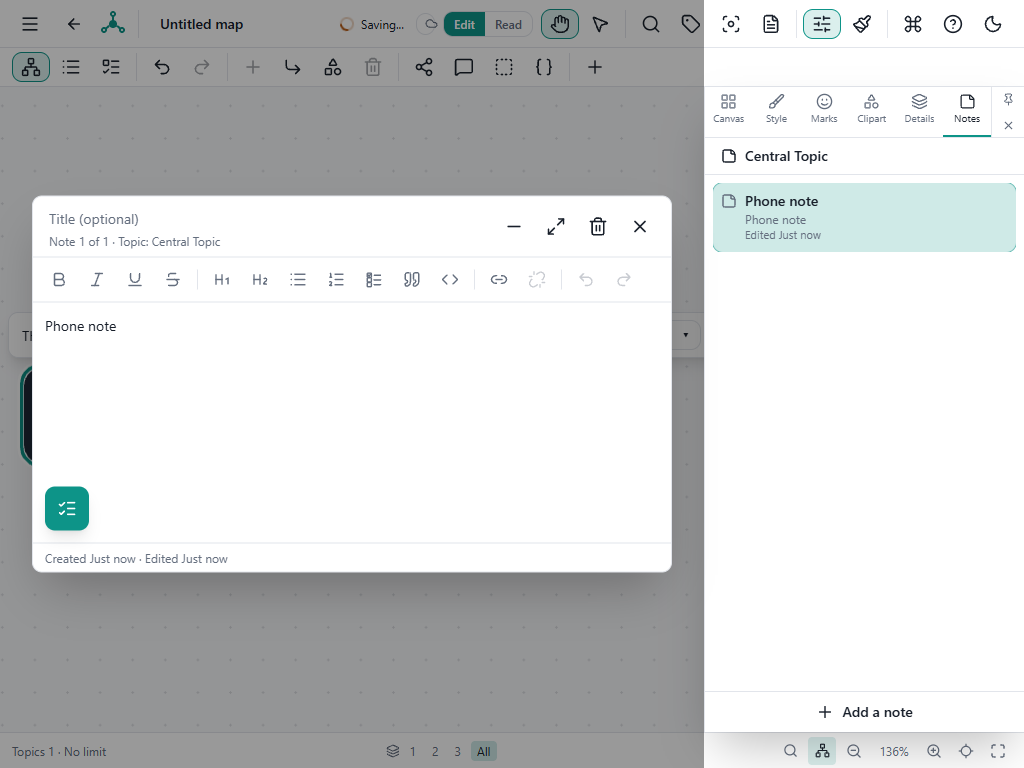 Untitled map
Saving...
Edit
Read
Canvas
Style
Marks
Clipart
Details
Notes
Central Topic
Phone note
Phone note
Edited Just now
Title (optional)
Note 1 of 1 · Topic: Central Topic
B I U S H1 H2
Phone note
Created Just now · Edited Just now
Add a note
Topics 1 · No limit
1 2 3 All
136%